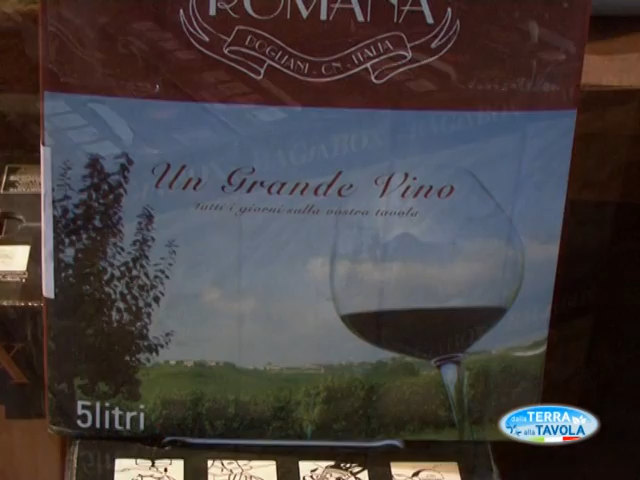 ROMANA
DOGLIANI - CN - ITALIA
Un Grande Vino
tutti i giorni sulla vostra tavola
5litri
dalla TERRA
alla TAVOLA